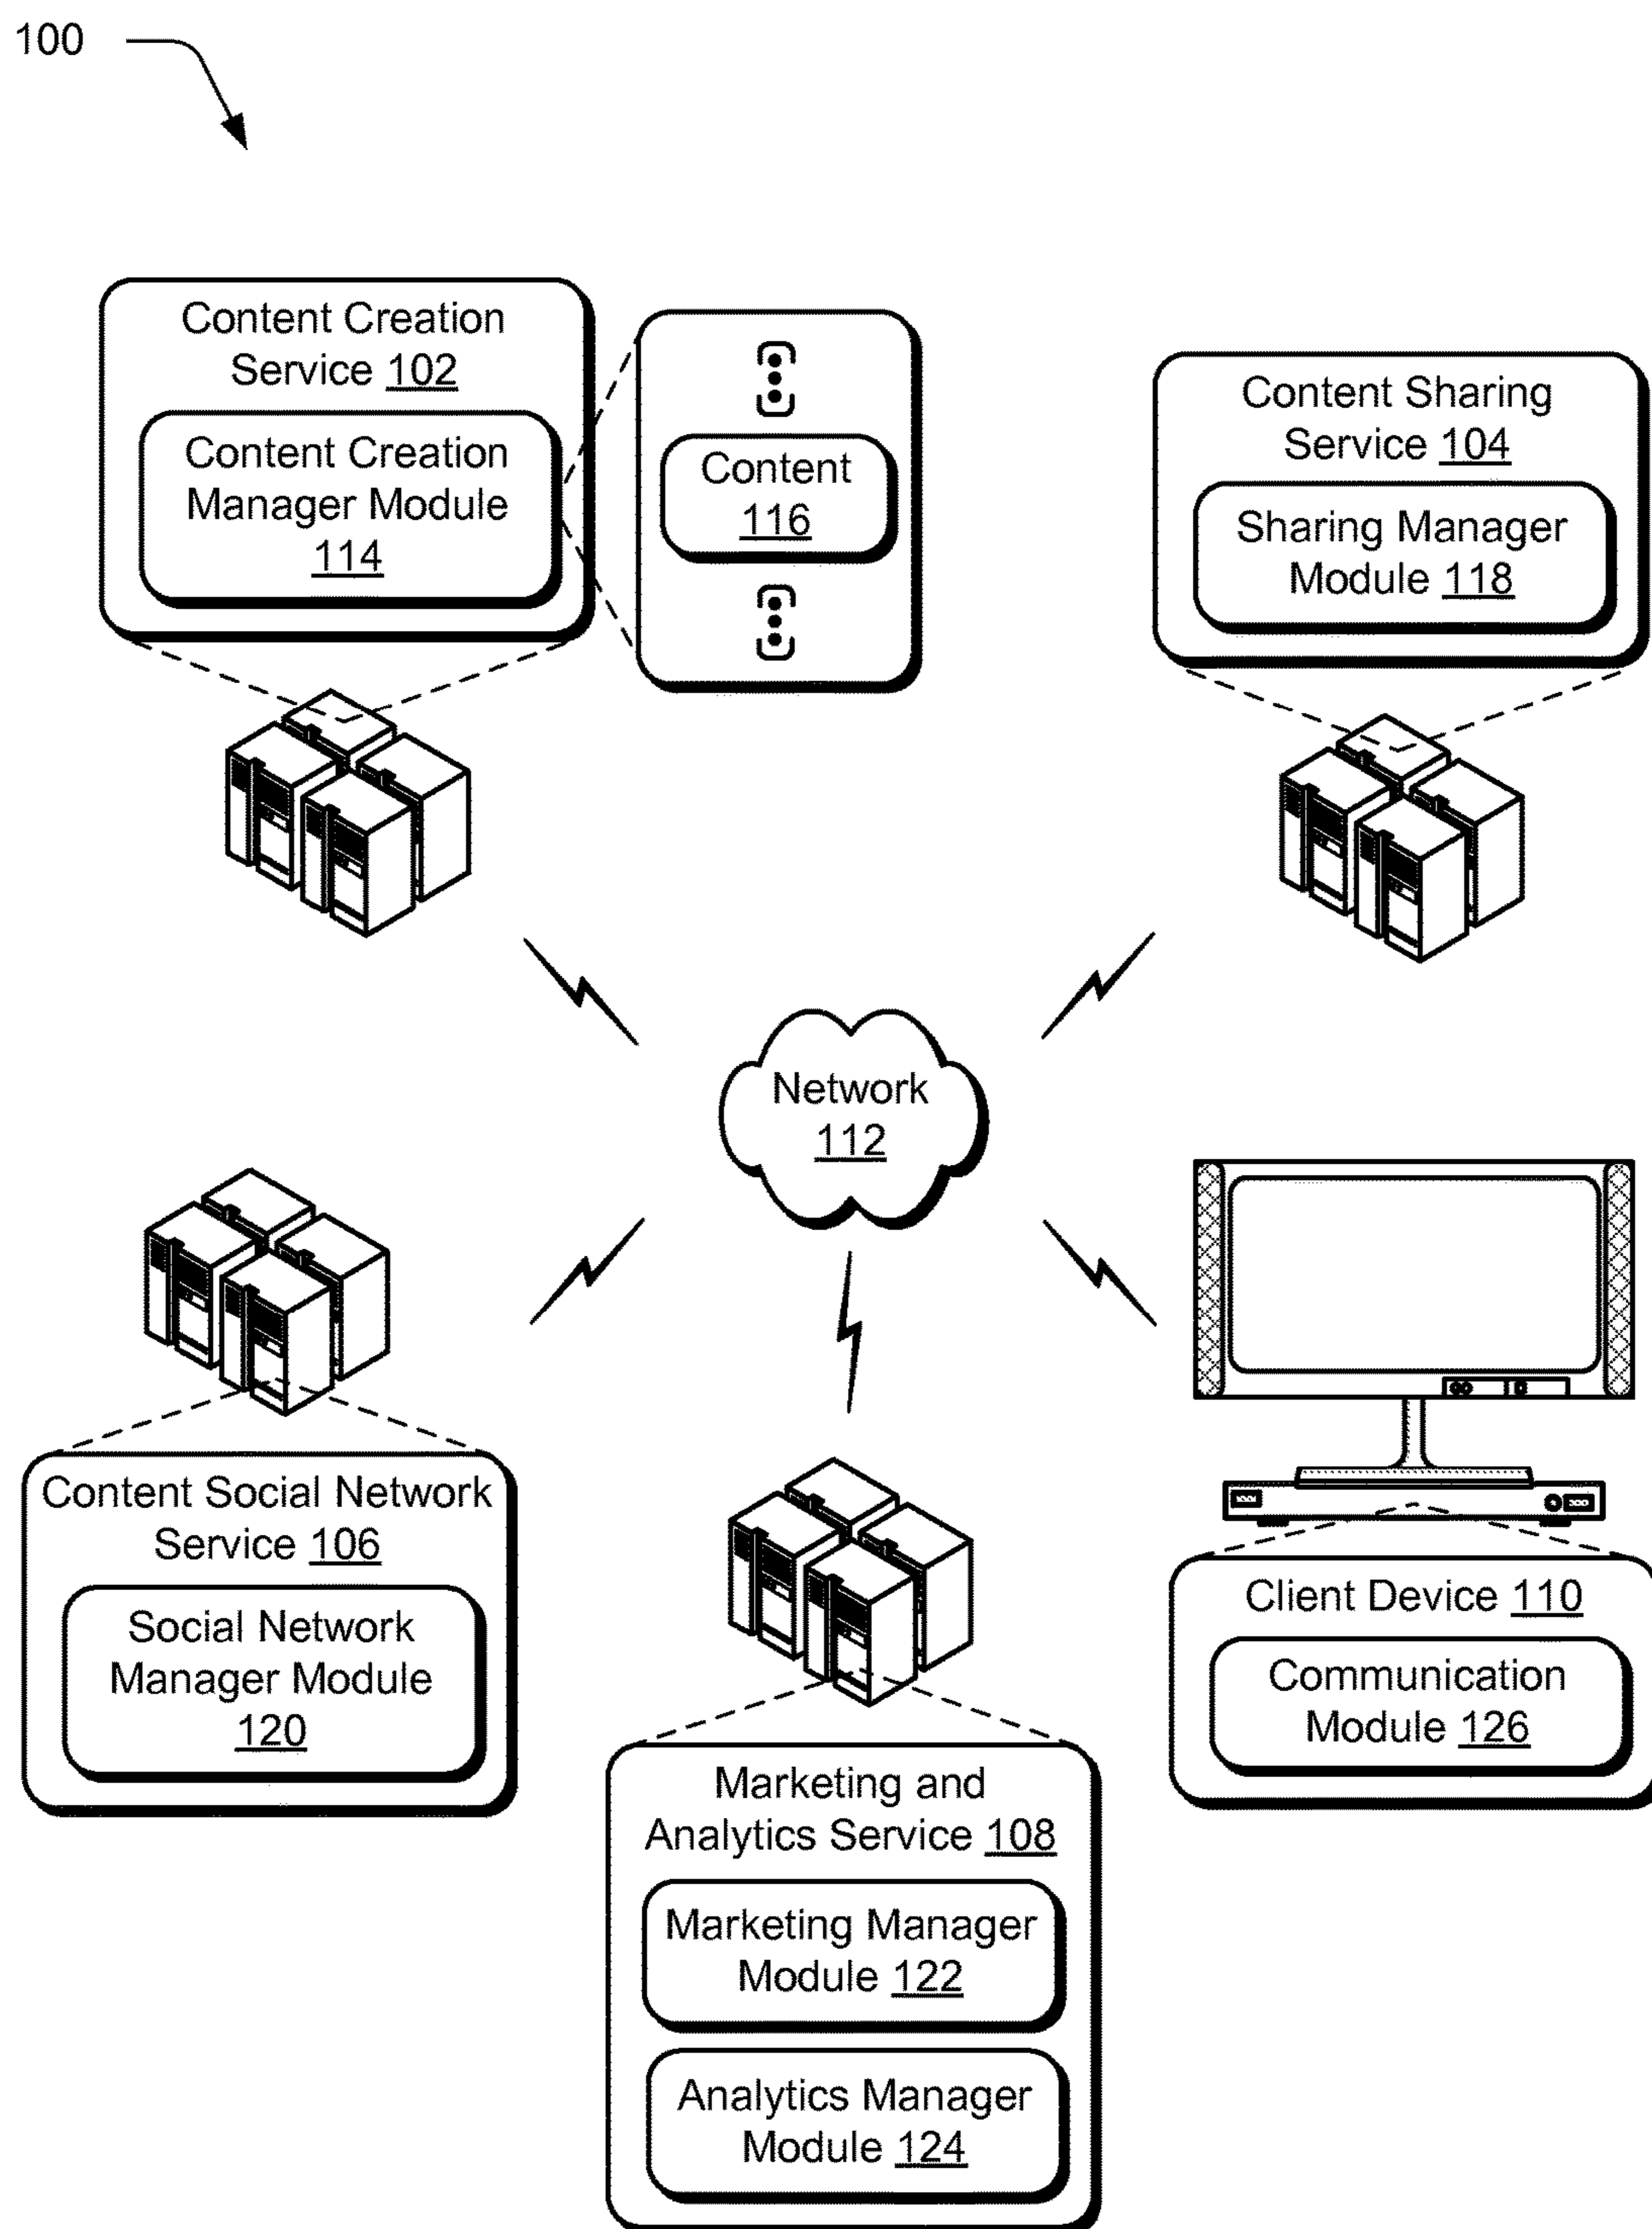 100
Content Creation
Service 102
Content Creation
Manager Module
114
Content
116
Content Sharing
Service 104
Sharing Manager
Module 118
Network
112
Content Social Network
Service 106
Social Network
Manager Module
120
Marketing and
Analytics Service 108
Marketing Manager
Module 122
Analytics Manager
Module 124
Client Device 110
Communication
Module 126